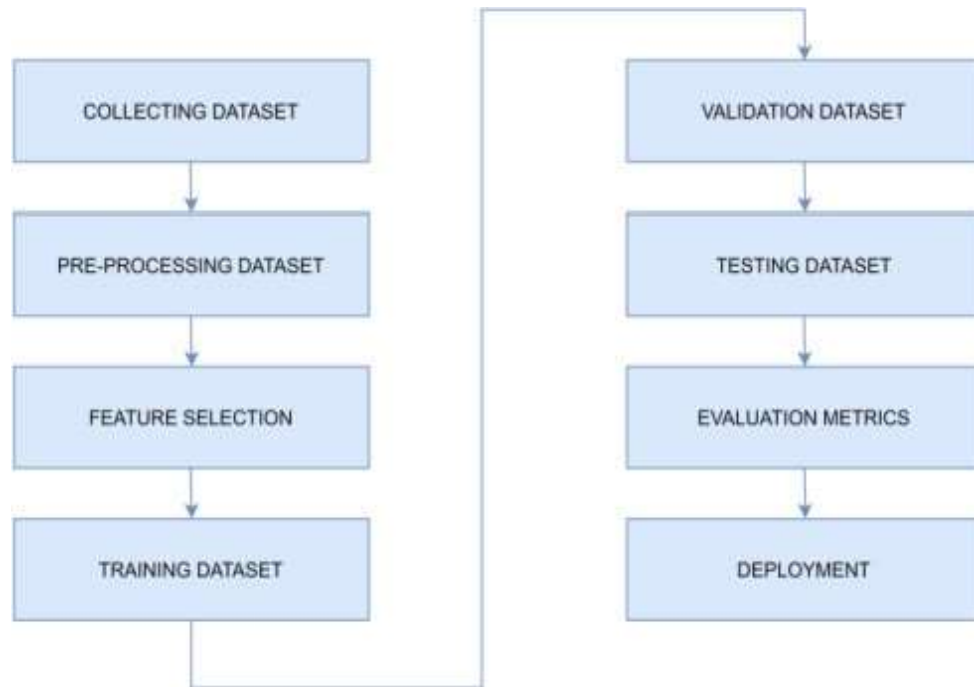 COLLECTING DATASET
PRE-PROCESSING DATASET
FEATURE SELECTION
TRAINING DATASET
VALIDATION DATASET
TESTING DATASET
EVALUATION METRICS
DEPLOYMENT